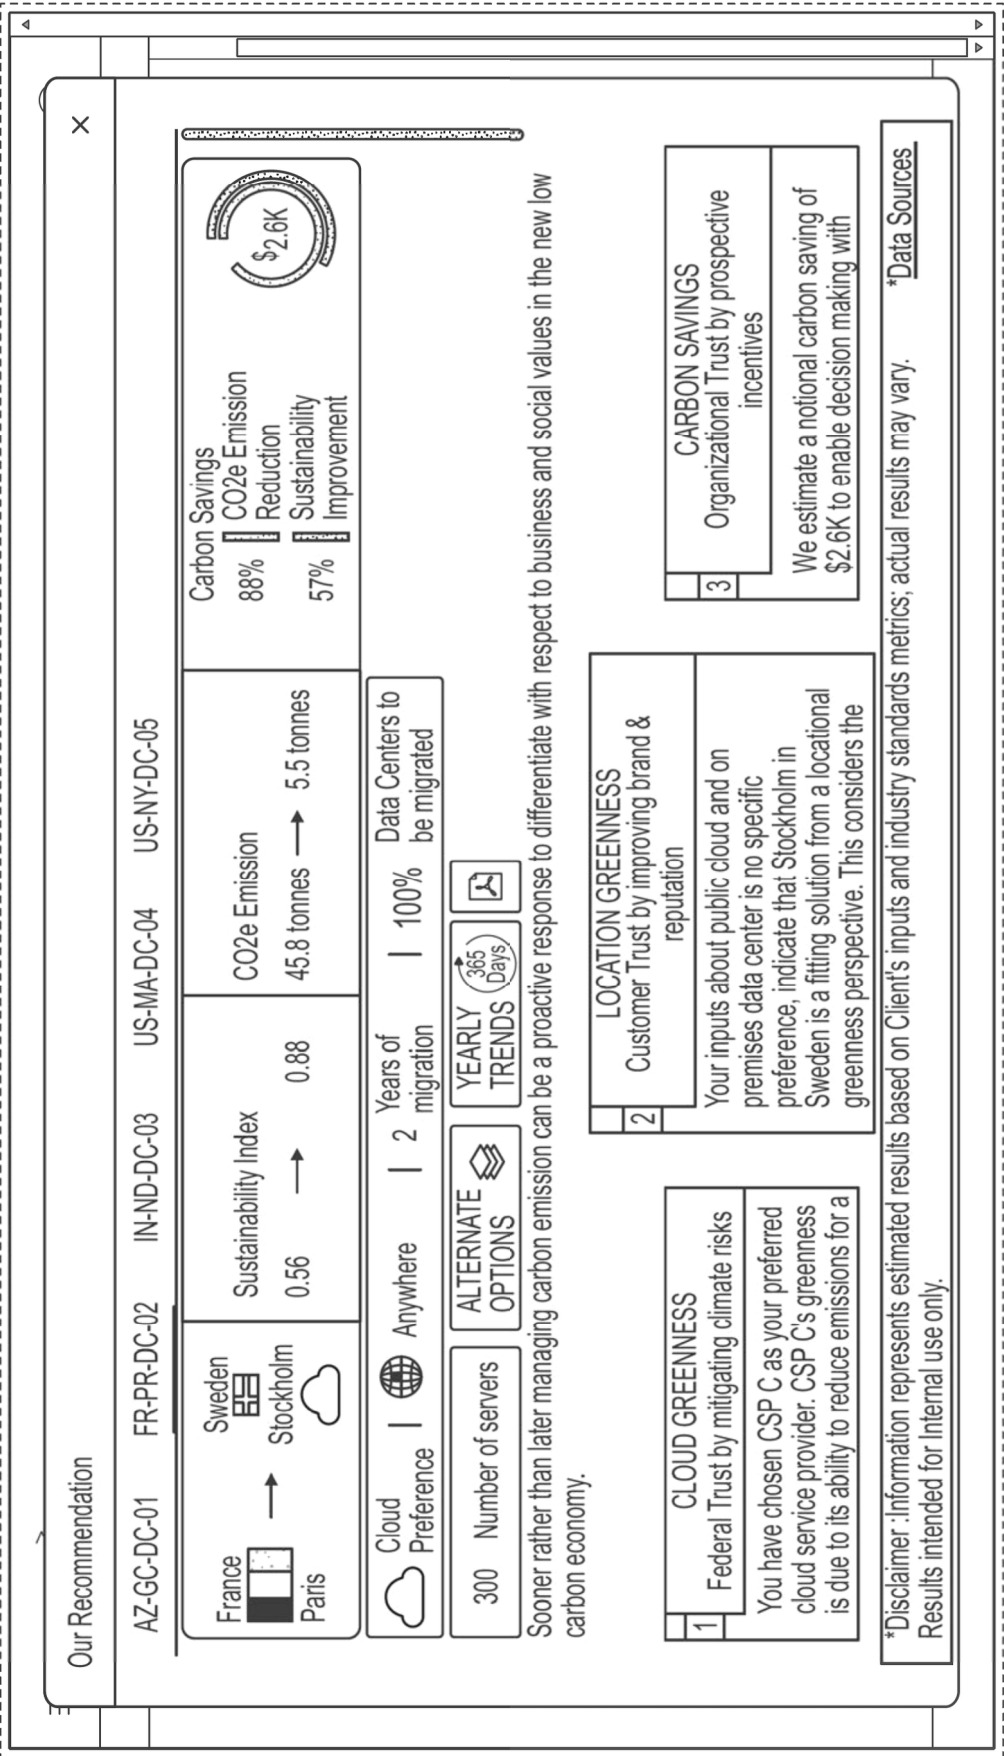 Our Recommendation
X
AZ-GC-DC-01 FR-PR-DC-02 IN-ND-DC-03 US-MA-DC-04 US-NY-DC-05
France
Paris
Sweden
Stockholm
Sustainability Index
0.56 → 0.88
CO2e Emission
45.8 tonnes → 5.5 tonnes
Carbon Savings
88% CO2e Emission
Reduction
57% Sustainability
Improvement
$2.6K
Cloud
Preference
| Anywhere
| 2 Years of
migration
| 100% Data Centers to
be migrated
300 Number of servers
ALTERNATE
OPTIONS
YEARLY
TRENDS
365
Days
Sooner rather than later managing carbon emission can be a proactive response to differentiate with respect to business and social values in the new low
carbon economy.
1
CLOUD GREENNESS
Federal Trust by mitigating climate risks
You have chosen CSP C as your preferred
cloud service provider. CSP C's greenness
is due to its ability to reduce emissions for a
2
LOCATION GREENNESS
Customer Trust by improving brand &
reputation
Your inputs about public cloud and on
premises data center is no specific
preference, indicate that Stockholm in
Sweden is a fitting solution from a locational
greenness perspective. This considers the
3
CARBON SAVINGS
Organizational Trust by prospective
incentives
We estimate a notional carbon saving of
$2.6K to enable decision making with
*Disclaimer :Information represents estimated results based on Client's inputs and industry standards metrics; actual results may vary.
Results intended for Internal use only.
*Data Sources